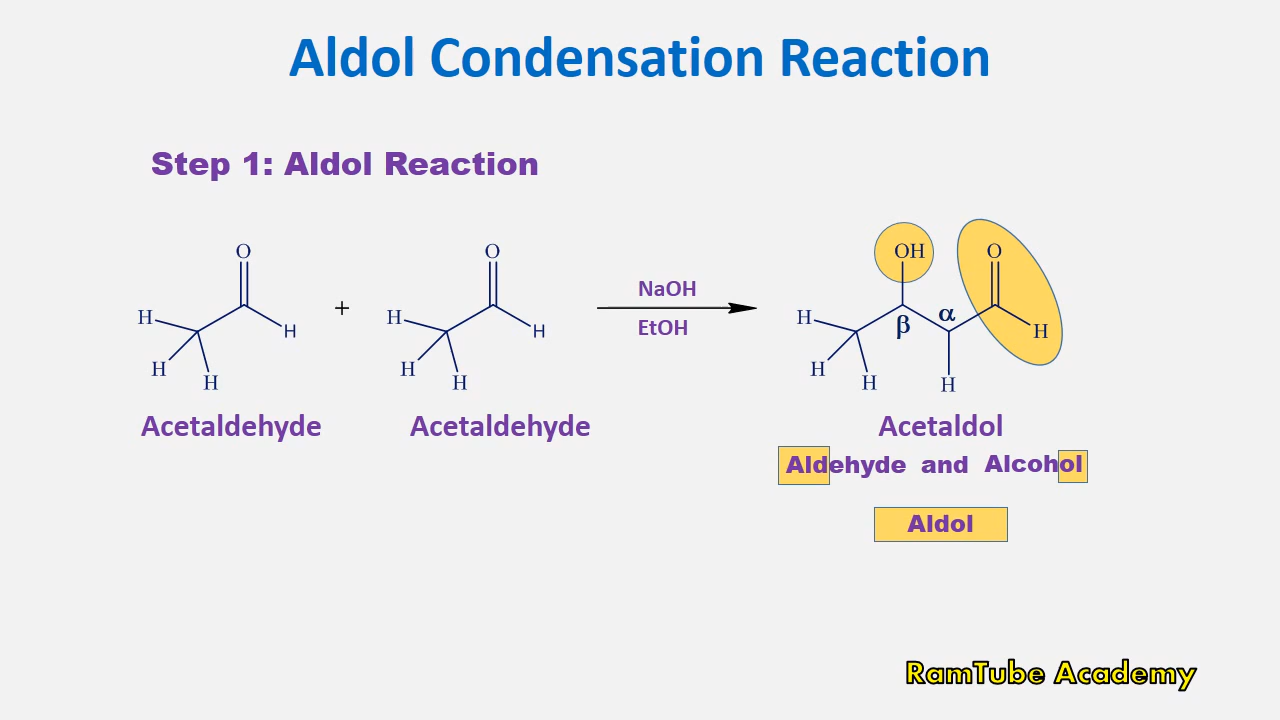 Aldol Condensation Reaction
Step 1: Aldol Reaction
O
H
H
H
H
+
O
H
H
H
H
NaOH
EtOH
OH
O
H
β
α
H
H
H
H
Acetaldehyde
Acetaldehyde
Acetaldol
Aldehyde and Alcohol
Aldol
RamTube Academy